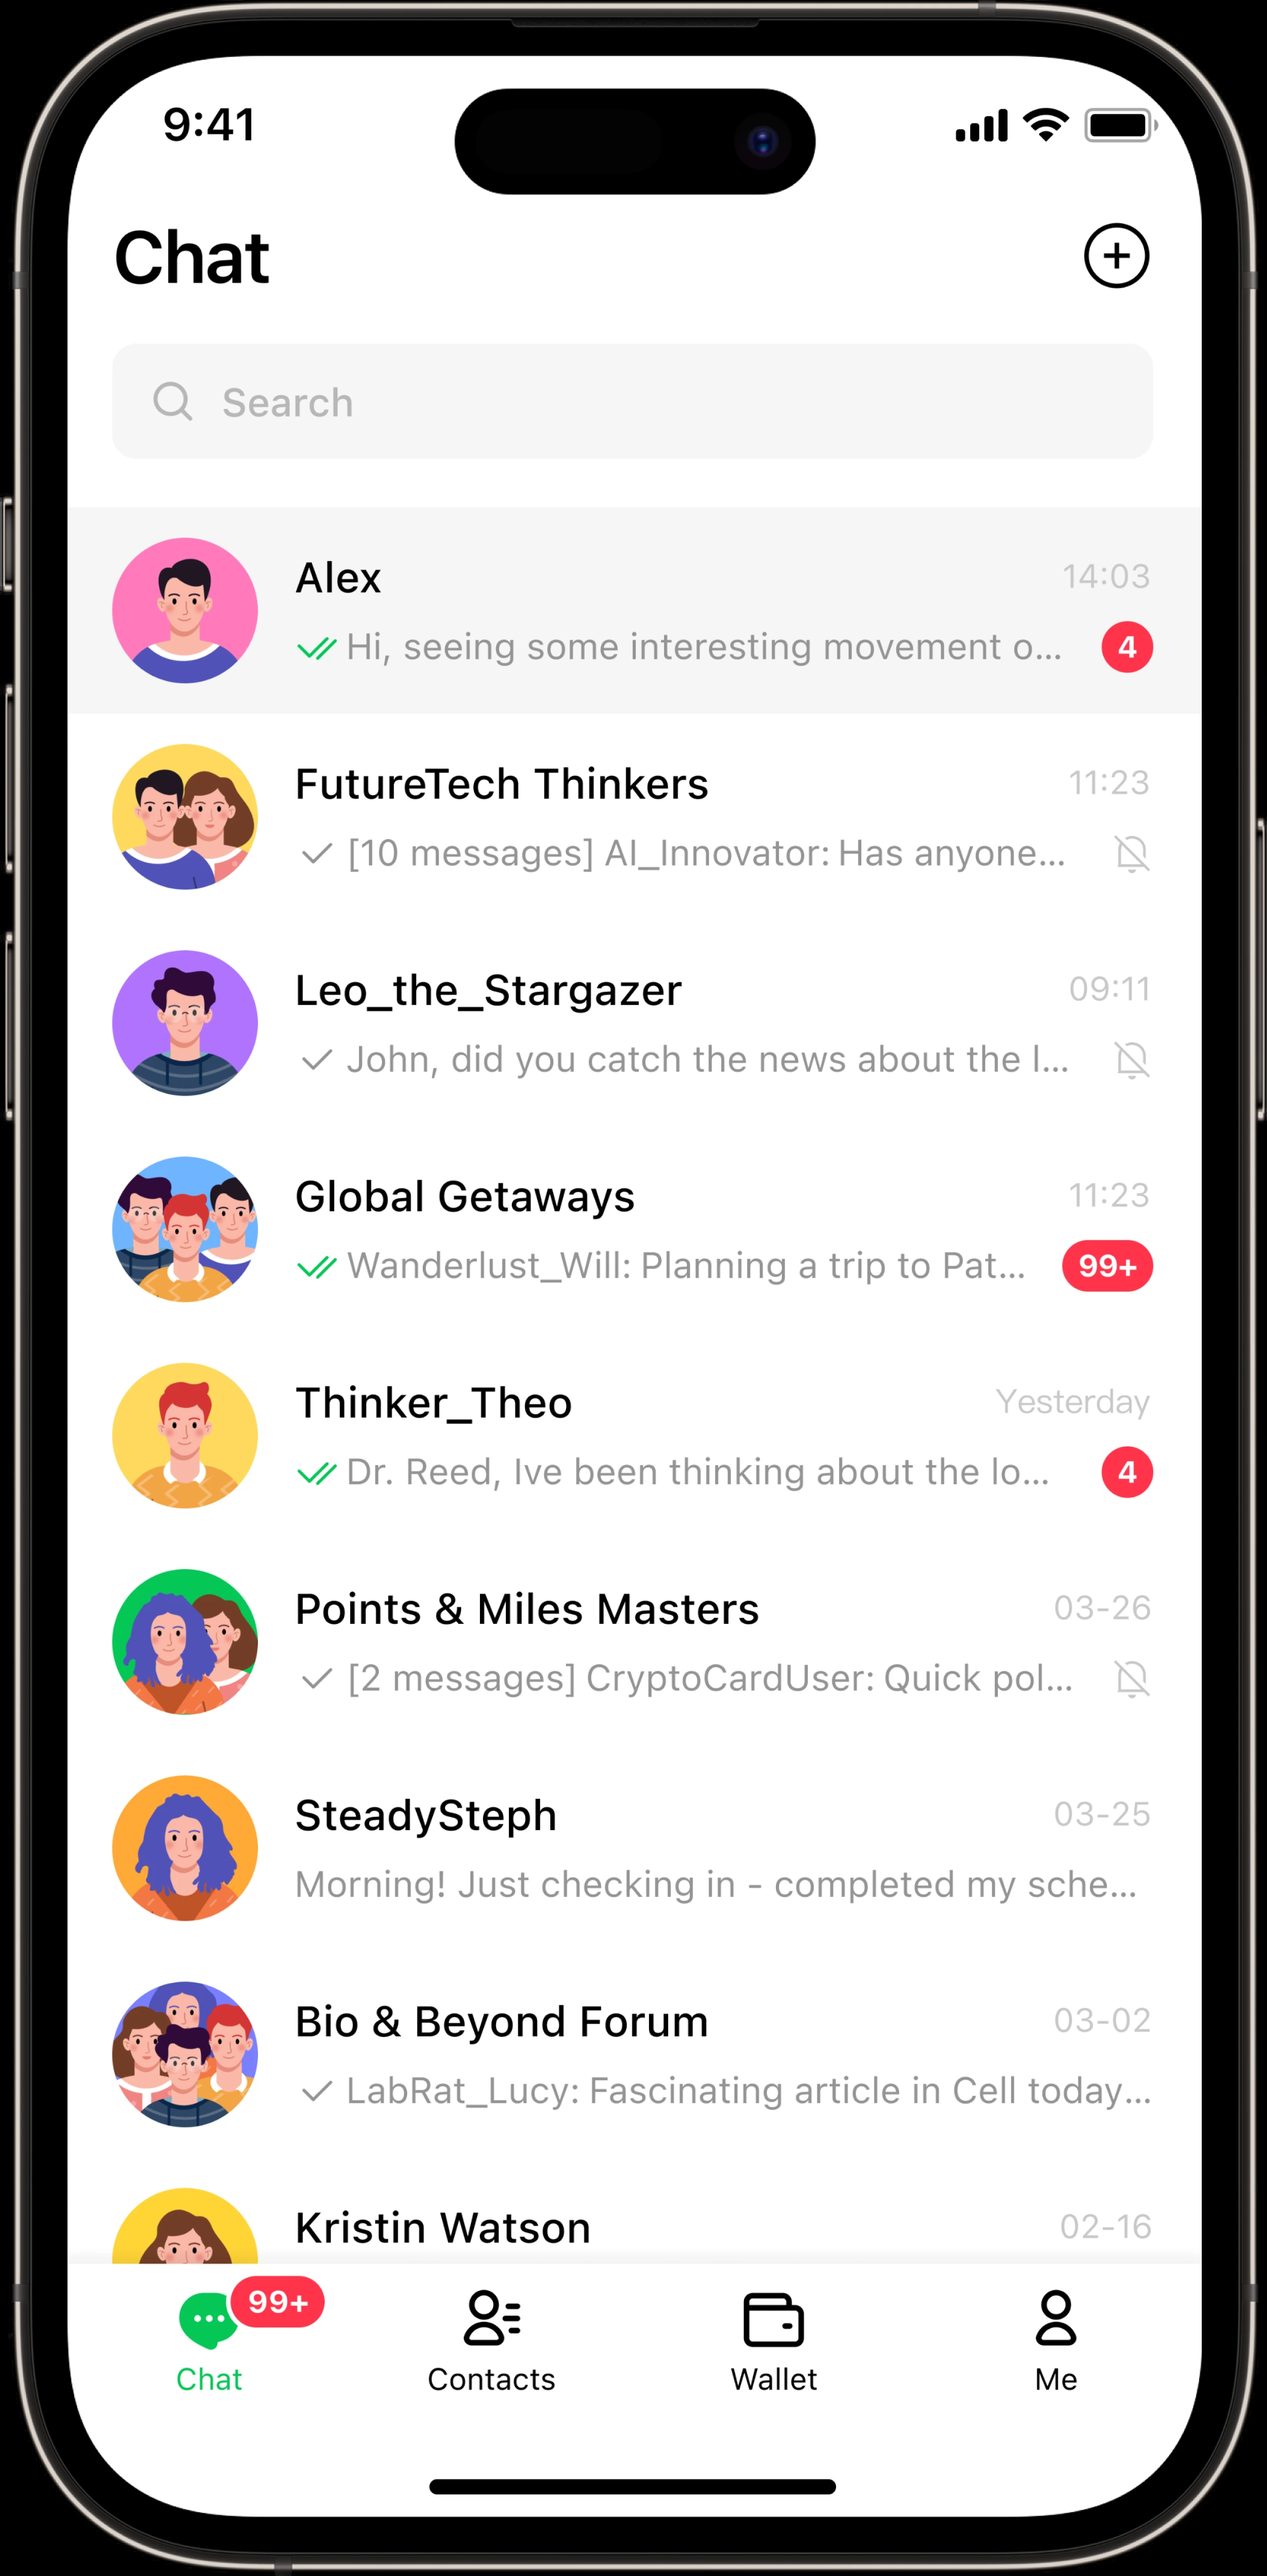 9:41
Chat
Search
Alex 14:03
Hi, seeing some interesting movement o... 4
FutureTech Thinkers 11:23
[10 messages] AI_Innovator: Has anyone...
Leo_the_Stargazer 09:11
John, did you catch the news about the l...
Global Getaways 11:23
Wanderlust_Will: Planning a trip to Pat... 99+
Thinker_Theo Yesterday
Dr. Reed, Ive been thinking about the lo... 4
Points & Miles Masters 03-26
[2 messages] CryptoCardUser: Quick pol...
SteadySteph 03-25
Morning! Just checking in - completed my sche...
Bio & Beyond Forum 03-02
LabRat_Lucy: Fascinating article in Cell today...
Kristin Watson 02-16
99+
Chat Contacts Wallet Me